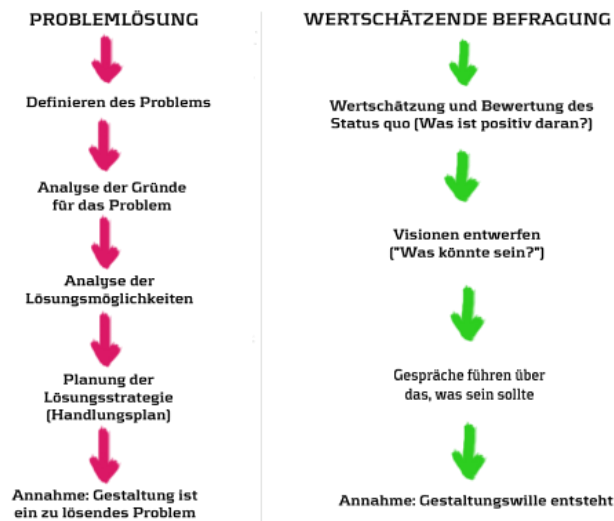 PROBLEMLÖSUNG
Definieren des Problems
Analyse der Gründe
für das Problem
Analyse der
Lösungsmöglichkeiten
Planung der
Lösungsstrategie
(Handlungsplan)
Annahme: Gestaltung ist
ein zu lösendes Problem
WERTSCHÄTZENDE BEFRAGUNG
Wertschätzung und Bewertung des
Status quo (Was ist positiv daran?)
Visionen entwerfen
("Was könnte sein?")
Gespräche führen über
das, was sein sollte
Annahme: Gestaltungswille entsteht